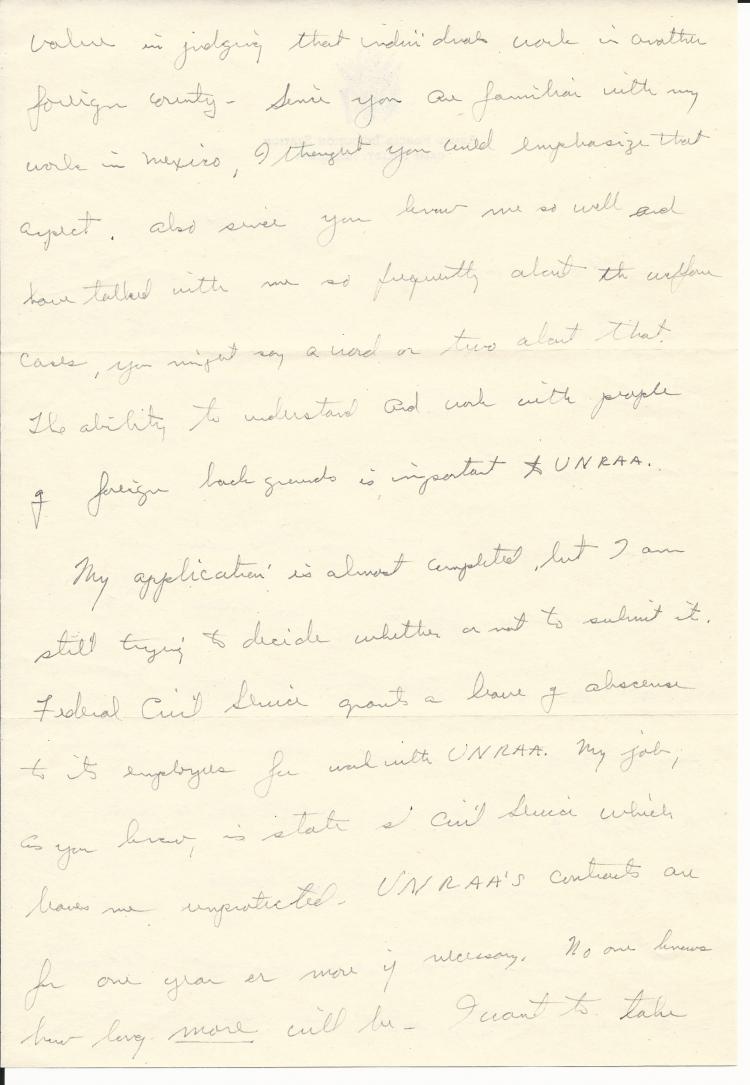 value in judging that individuals work in another
foreign county - Since you are familiar with my
work in Mexico, I thought you could emphasize that
aspect. Also since you know me so well and
have talked with me so frequently about th welfare
cases, you might say a word or two about that.
The ability to understand and work with people
of foreign backgrounds is important to UNRAA.
My application is almost completed, but I am
still trying to decide whether or not to submit it.
Federal Civil Service grants a leave of abscense
to its employees for work with UNRAA. My job,
as you know, is state Civil Service which
leaves me unprotected - UNRAA's contracts are
for one year or more if necessary. No one knows
how long more will be - I want to take